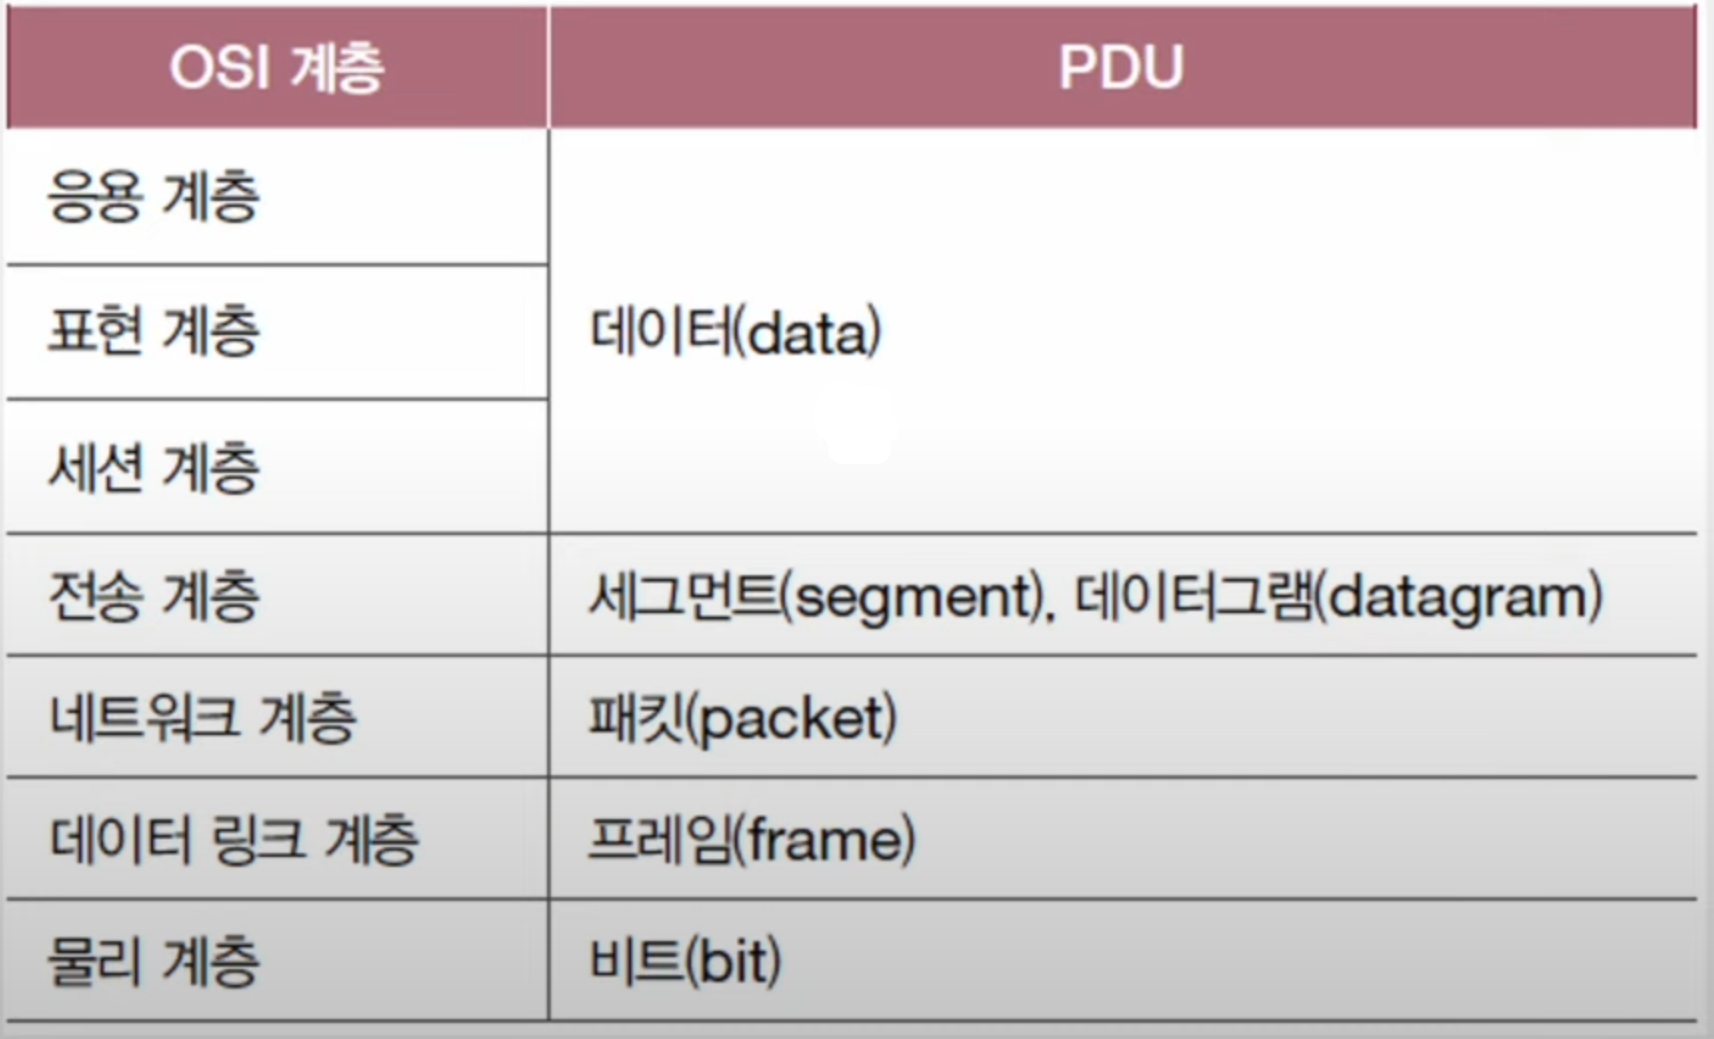 OSI 계층 PDU
응용 계층
표현 계층 데이터(data)
세션 계층
전송 계층 세그먼트(segment), 데이터그램(datagram)
네트워크 계층 패킷(packet)
데이터 링크 계층 프레임(frame)
물리 계층 비트(bit)